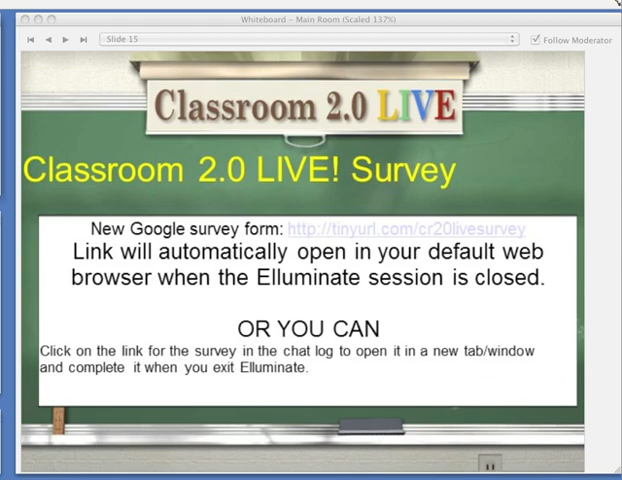 Whiteboard – Main Room (Scaled 137%)
Slide 15
Follow Moderator
Classroom 2.0 LIVE
Classroom 2.0 LIVE! Survey
New Google survey form: http://tinyurl.com/cr20livesurvey
Link will automatically open in your default web
browser when the Elluminate session is closed.
OR YOU CAN
Click on the link for the survey in the chat log to open it in a new tab/window
and complete it when you exit Elluminate.